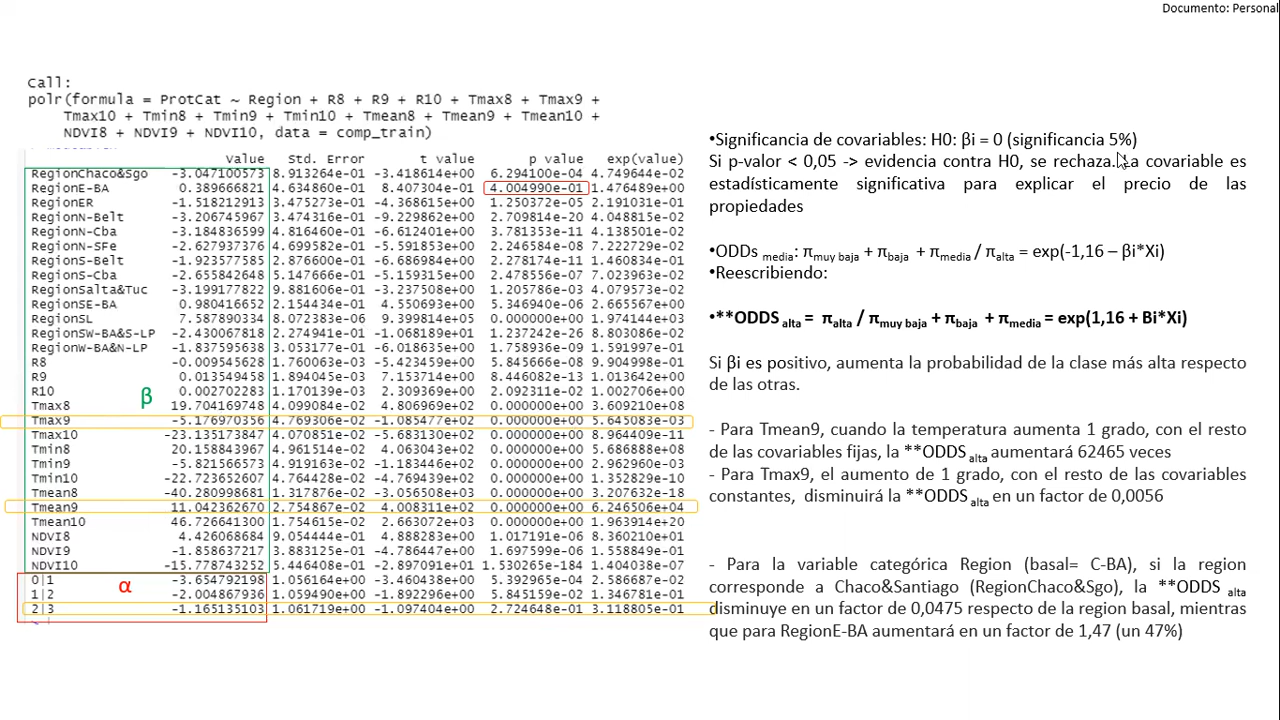 Documento: Personal
Call:
polr(formula = ProtCat ~ Region + R8 + R9 + R10 + Tmax8 + Tmax9 +
Tmax10 + Tmin8 + Tmin9 + Tmin10 + Tmean8 + Tmean9 + Tmean10 +
NDVI8 + NDVI9 + NDVI10, data = comp_train)
Value Std. Error t value p value exp(value)
RegionChaco&Sgo -3.047100573 8.913264e-01 -3.418614e+00 6.294100e-04 4.749644e-02
RegionE-BA 0.389666821 4.634860e-01 8.407304e-01 4.004990e-01 1.476489e+00
RegionER -1.518212913 3.475273e-01 -4.368615e+00 1.250372e-05 2.191031e-01
RegionN-Belt -3.206745967 3.474316e-01 -9.229862e+00 2.709814e-20 4.048815e-02
RegionN-Cba -3.184836599 4.816460e-01 -6.612401e+00 3.781353e-11 4.138501e-02
RegionN-SFe -2.627937376 4.699582e-01 -5.591853e+00 2.246584e-08 7.222729e-02
RegionS-Belt -1.923577585 2.876600e-01 -6.686984e+00 2.278174e-11 1.460834e-01
RegionS-Cba -2.655842628 5.147666e-01 -5.159315e+00 2.478556e-07 7.023963e-02
RegionSalta&Tuc -3.199177822 9.881606e-01 -3.237508e+00 1.205786e-03 4.079573e-02
RegionSE-BA 0.980416652 2.154434e-01 4.550693e+00 5.346940e-06 2.665567e+00
RegionSL 7.587890334 8.072383e-06 9.399814e+05 0.000000e+00 1.974144e+03
RegionSW-BA&S-LP -2.430067818 2.274941e-01 -1.068189e+01 1.237242e-26 8.803086e-02
RegionW-BA&N-LP -1.837595638 3.053177e-01 -6.018635e+00 1.758936e-09 1.591997e-01
R8 -0.009545628 1.760063e-03 -5.423459e+00 5.845666e-08 9.904998e-01
R9 0.013549458 1.894045e-03 7.153714e+00 8.446082e-13 1.013642e+00
R10 0.002702283 1.170139e-03 2.309369e+00 2.092311e-02 1.002706e+00
Tmax8 19.704169748 4.099084e-02 4.806969e+02 0.000000e+00 3.609210e+08
Tmax9 -5.176970356 4.769306e-02 -1.085477e+02 0.000000e+00 5.645083e-03
Tmax10 -23.135173847 4.070851e-02 -5.683130e+02 0.000000e+00 8.964409e-11
Tmin8 20.158843967 4.961514e-02 4.063043e+02 0.000000e+00 5.686888e+08
Tmin9 -5.821566573 4.919163e-02 -1.183446e+02 0.000000e+00 2.962960e-03
Tmin10 -22.723652607 4.764428e-02 -4.769439e+02 0.000000e+00 1.352829e-10
Tmean8 -40.280998681 1.317876e-02 -3.056508e+03 0.000000e+00 3.207632e-18
Tmean9 11.042362670 2.754867e-02 4.008311e+02 0.000000e+00 6.246506e+04
Tmean10 46.726641300 1.754615e-02 2.663072e+03 0.000000e+00 1.963914e+20
NDVI8 4.426068684 9.054444e-01 4.888283e+00 1.017191e-06 8.360210e+01
NDVI9 -1.858637217 3.883125e-01 -4.786447e+00 1.697599e-06 1.558849e-01
NDVI10 -15.778743252 5.446408e-01 -2.897091e+01 1.530265e-184 1.404038e-07
0|1 -3.654792198 1.056164e+00 -3.460438e+00 5.392965e-04 2.586687e-02
1|2 -2.004867936 1.059490e+00 -1.892296e+00 5.845159e-02 1.346781e-01
2|3 -1.165135103 1.061719e+00 -1.097404e+00 2.724648e-01 3.118805e-01
β
α
•Significancia de covariables: H0: βi = 0 (significancia 5%)
Si p-valor < 0,05 -> evidencia contra H0, se rechaza. La covariable es
estadísticamente significativa para explicar el precio de las
propiedades
•ODDs media: π muy baja + π baja + π media / π alta = exp(-1,16 – βi*Xi)
•Reescribiendo:
•**ODDS alta = π alta / π muy baja + π baja + π media = exp(1,16 + Bi*Xi)
Si βi es positivo, aumenta la probabilidad de la clase más alta respecto
de las otras.
- Para Tmean9, cuando la temperatura aumenta 1 grado, con el resto
de las covariables fijas, la **ODDS alta aumentará 62465 veces
- Para Tmax9, el aumento de 1 grado, con el resto de las covariables
constantes, disminuirá la **ODDS alta en un factor de 0,0056
- Para la variable categórica Region (basal= C-BA), si la region
corresponde a Chaco&Santiago (RegionChaco&Sgo), la **ODDS alta
disminuye en un factor de 0,0475 respecto de la region basal, mientras
que para RegionE-BA aumentará en un factor de 1,47 (un 47%)